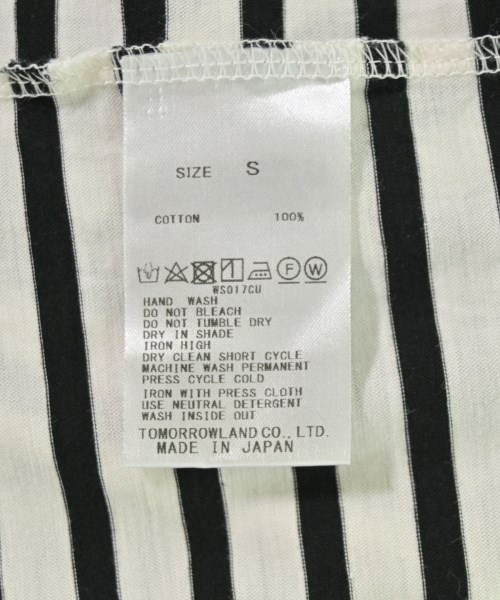 SIZE S
COTTON 100%
F W
WS017CU
HAND WASH
DO NOT BLEACH
DO NOT TUMBLE DRY
DRY IN SHADE
IRON HIGH
DRY CLEAN SHORT CYCLE
MACHINE WASH PERMANENT
PRESS CYCLE COLD
IRON WITH PRESS CLOTH
USE NEUTRAL DETERGENT
WASH INSIDE OUT
TOMORROWLAND CO., LTD.
MADE IN JAPAN